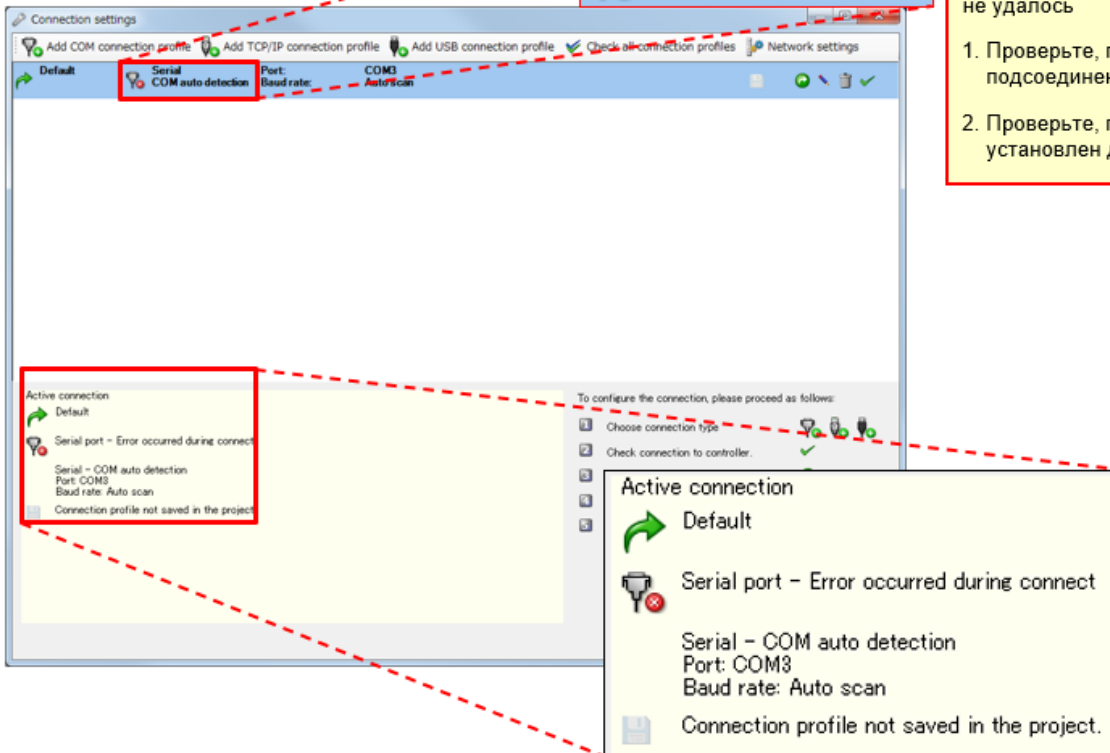 не удалось
1. Проверьте,
2. Проверьте,
установлен
Connection settings
Add COM connection profile Add TCP/IP connection profile Add USB connection profile Check all connection profiles Network settings
Default Serial Port: COM3
COM auto detection Baud rate: Auto scan
Active connection
Default
Serial port - Error occurred during connect
Serial - COM auto detection
Port: COM3
Baud rate: Auto scan
Connection profile not saved in the project
To configure the connection, please proceed as follows:
1 Choose connection type
2 Check connection to controller.
3
4
5
Active connection
Default
Serial port - Error occurred during connect
Serial - COM auto detection
Port: COM3
Baud rate: Auto scan
Connection profile not saved in the project.